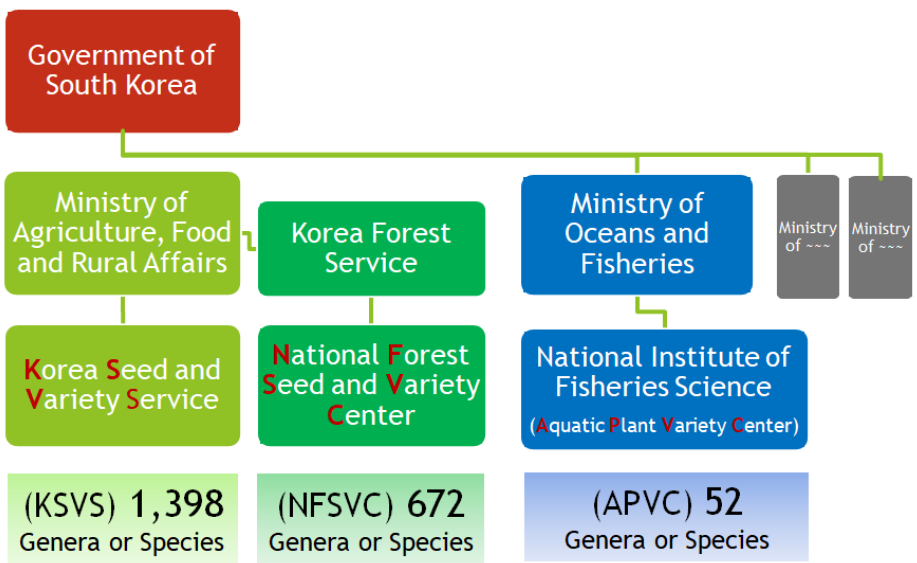 Government of
South Korea
Ministry of
Agriculture, Food
and Rural Affairs
Korea Forest
Service
Ministry of
Oceans and
Fisheries
Ministry
of ~~~
Ministry
of ~~~
Korea Seed and
Variety Service
National Forest
Seed and Variety
Center
National Institute of
Fisheries Science
(Aquatic Plant Variety Center)
(KSVS) 1,398
Genera or Species
(NFSVC) 672
Genera or Species
(APVC) 52
Genera or Species